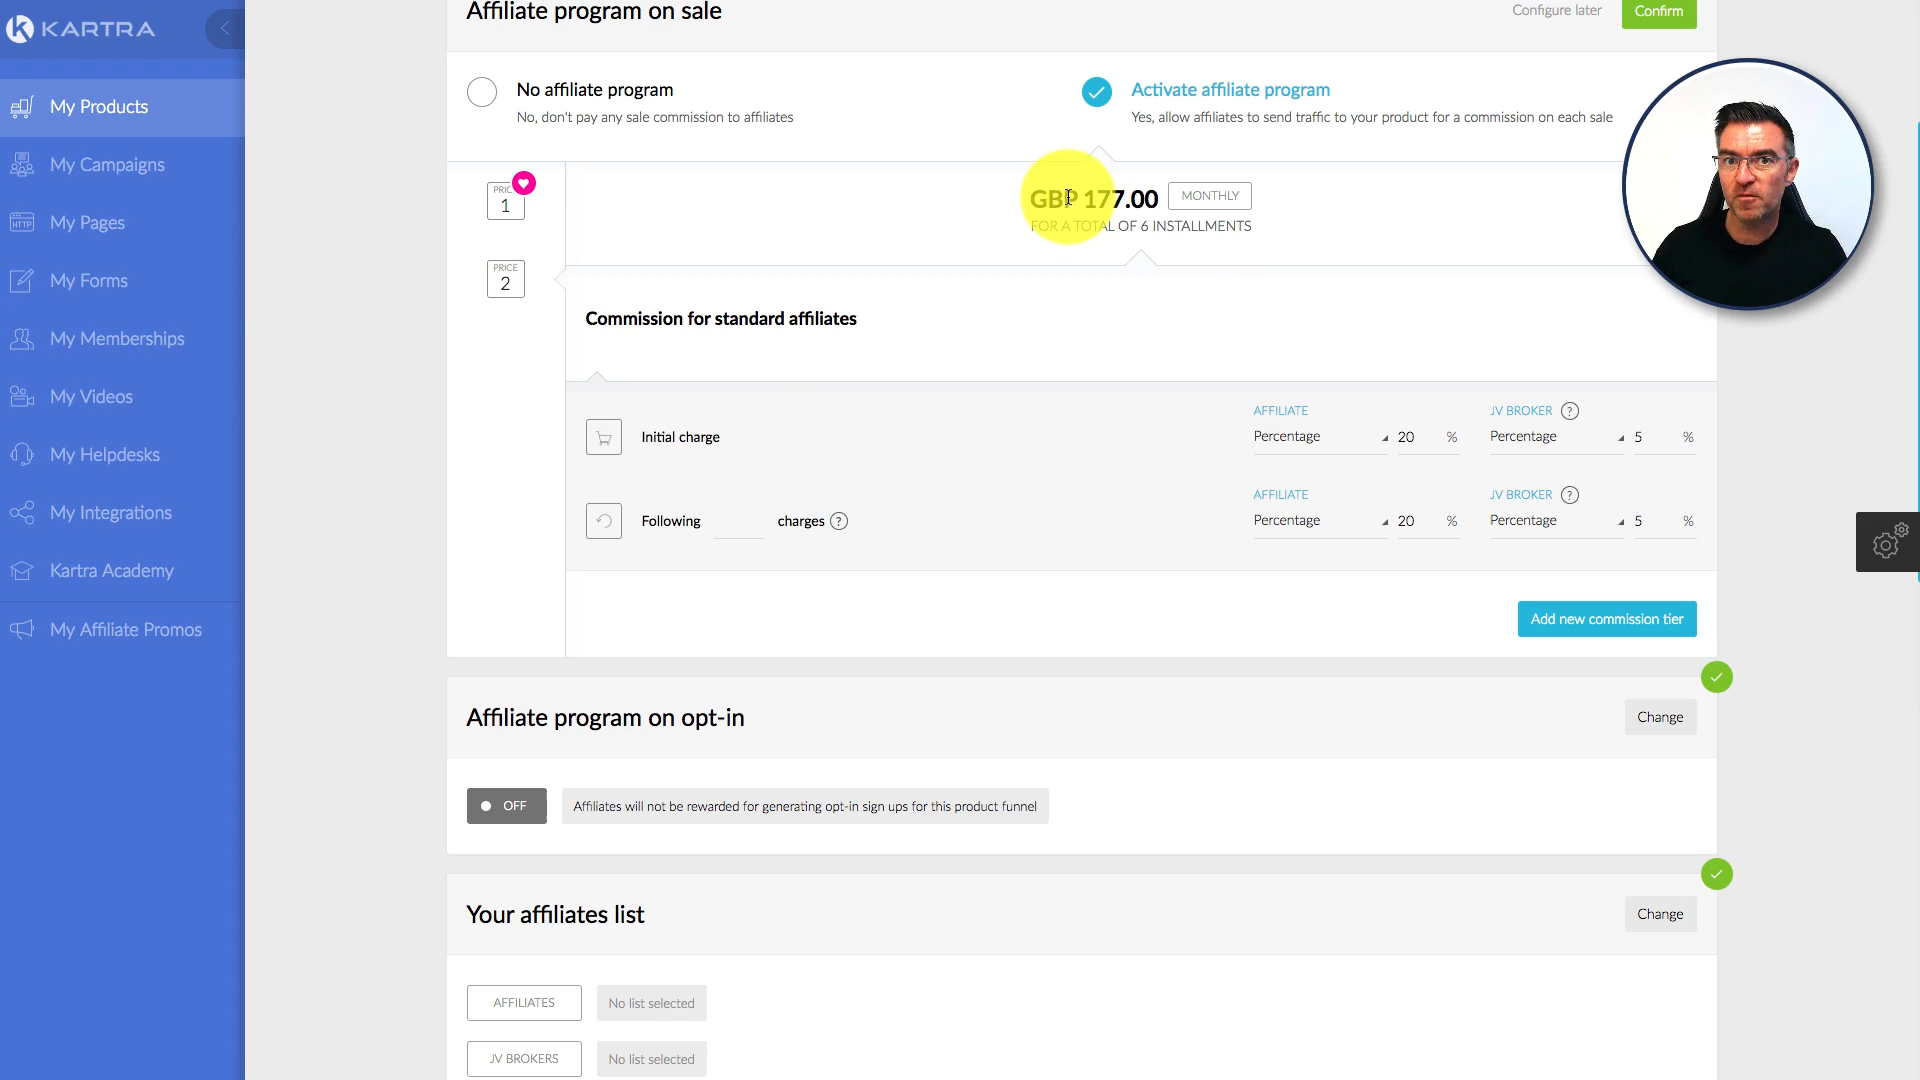 KARTRA
My Products
My Campaigns
My Pages
HTTP
My Forms
My Memberships
My Videos
My Helpdesks
My Integrations
Kartra Academy
My Affiliate Promos
Affiliate program on sale
Configure later
Confirm
No affiliate program
No, don't pay any sale commission to affiliates
Activate affiliate program
Yes, allow affiliates to send traffic to your product for a commission on each sale
1
PRICE
2
GBP 177.00 MONTHLY
FOR A TOTAL OF 6 INSTALLMENTS
Commission for standard affiliates
AFFILIATE JV BROKER ?
Initial charge Percentage 20 % Percentage 5 %
AFFILIATE JV BROKER ?
Following charges ? Percentage 20 % Percentage 5 %
Add new commission tier
Affiliate program on opt-in
Change
OFF
Affiliates will not be rewarded for generating opt-in sign ups for this product funnel
Your affiliates list
Change
AFFILIATES No list selected
JV BROKERS No list selected